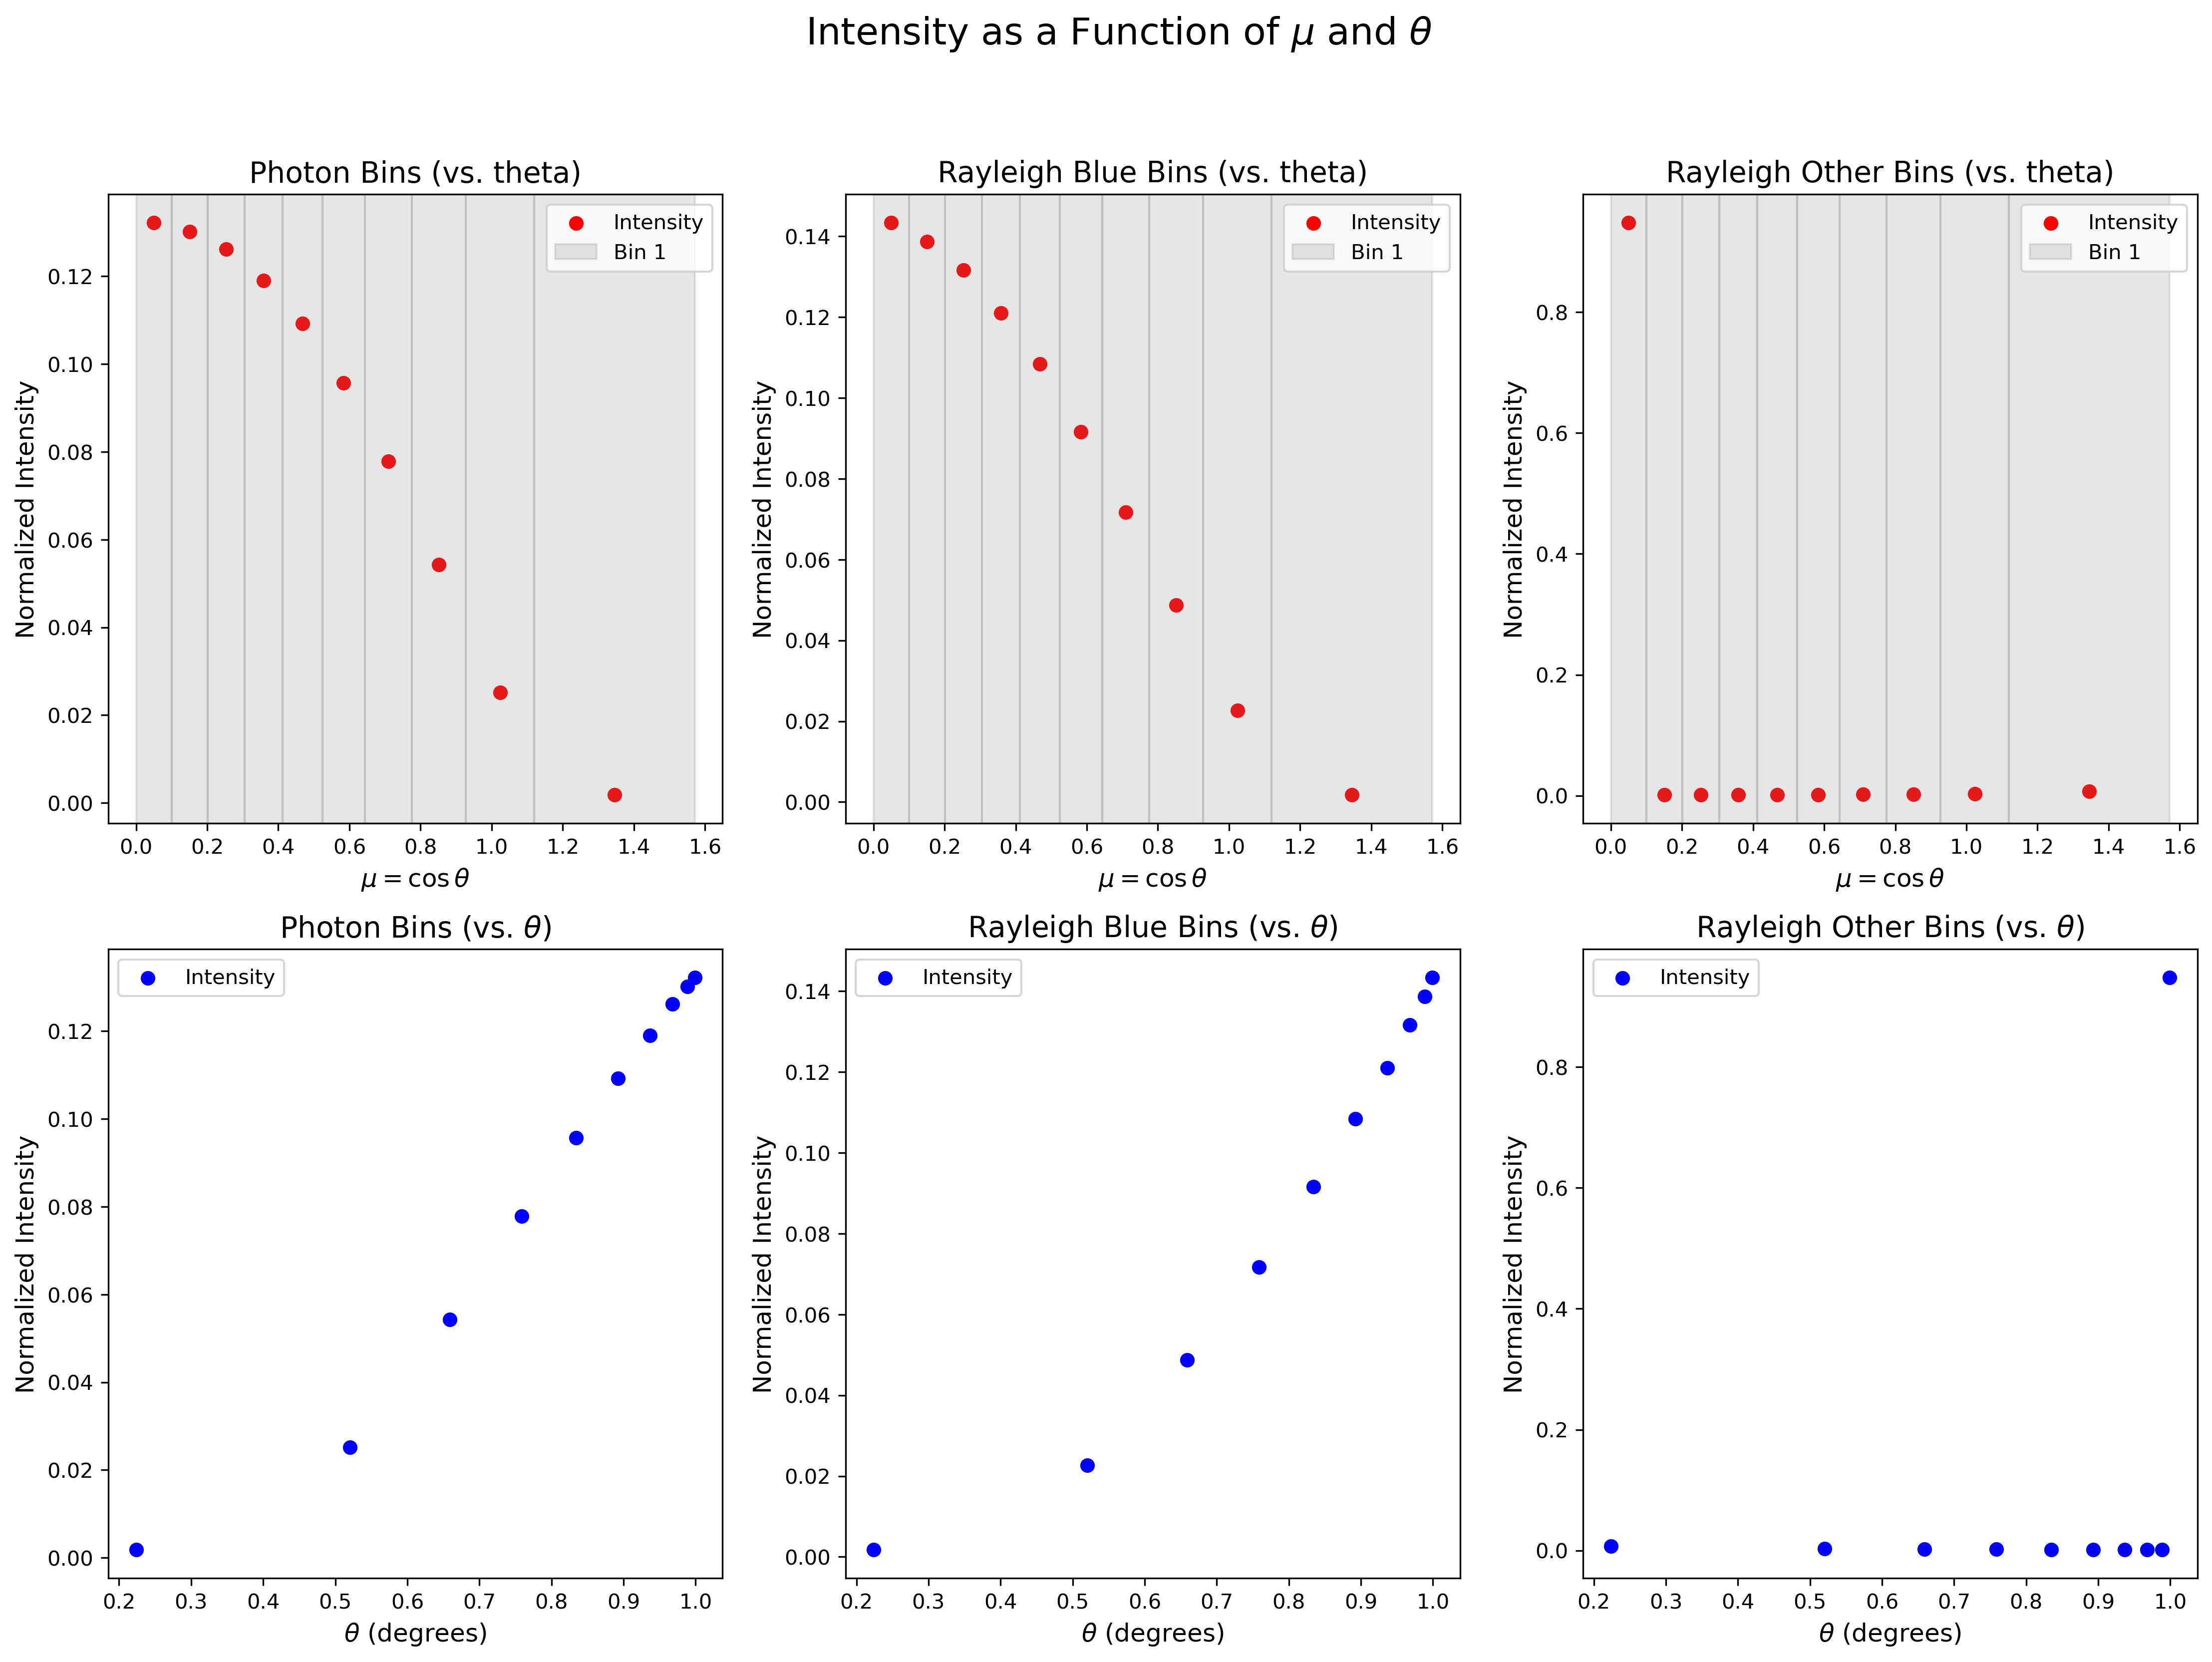 Intensity as a Function of μ and θ
Photon Bins (vs. theta)
Normalized Intensity
0.12
0.10
0.08
0.06
0.04
0.02
0.00
Intensity
Bin 1
0.0 0.2 0.4 0.6 0.8 1.0 1.2 1.4 1.6
μ = cos θ
Rayleigh Blue Bins (vs. theta)
Normalized Intensity
0.14
0.12
0.10
0.08
0.06
0.04
0.02
0.00
Intensity
Bin 1
0.0 0.2 0.4 0.6 0.8 1.0 1.2 1.4 1.6
μ = cos θ
Rayleigh Other Bins (vs. theta)
Normalized Intensity
0.8
0.6
0.4
0.2
0.0
Intensity
Bin 1
0.0 0.2 0.4 0.6 0.8 1.0 1.2 1.4 1.6
μ = cos θ
Photon Bins (vs. θ)
Normalized Intensity
0.12
0.10
0.08
0.06
0.04
0.02
0.00
Intensity
0.2 0.3 0.4 0.5 0.6 0.7 0.8 0.9 1.0
θ (degrees)
Rayleigh Blue Bins (vs. θ)
Normalized Intensity
0.14
0.12
0.10
0.08
0.06
0.04
0.02
0.00
Intensity
0.2 0.3 0.4 0.5 0.6 0.7 0.8 0.9 1.0
θ (degrees)
Rayleigh Other Bins (vs. θ)
Normalized Intensity
0.8
0.6
0.4
0.2
0.0
Intensity
0.2 0.3 0.4 0.5 0.6 0.7 0.8 0.9 1.0
θ (degrees)